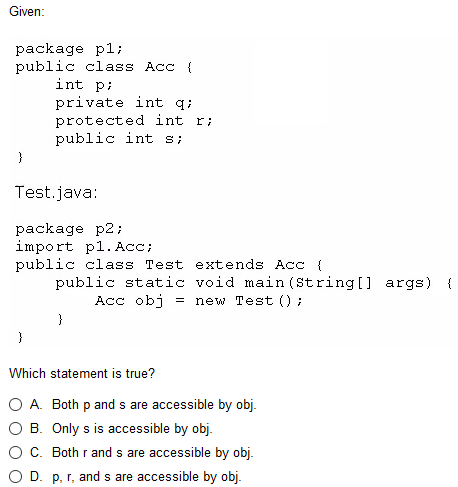 Given:
package p1;
public class Acc {
int p;
private int q;
protected int r;
public int s;
}
Test.java:
package p2;
import p1.Acc;
public class Test extends Acc {
public static void main(String[] args) {
Acc obj = new Test();
}
}
Which statement is true?
A. Both p and s are accessible by obj.
B. Only s is accessible by obj.
C. Both r and s are accessible by obj.
D. p, r, and s are accessible by obj.